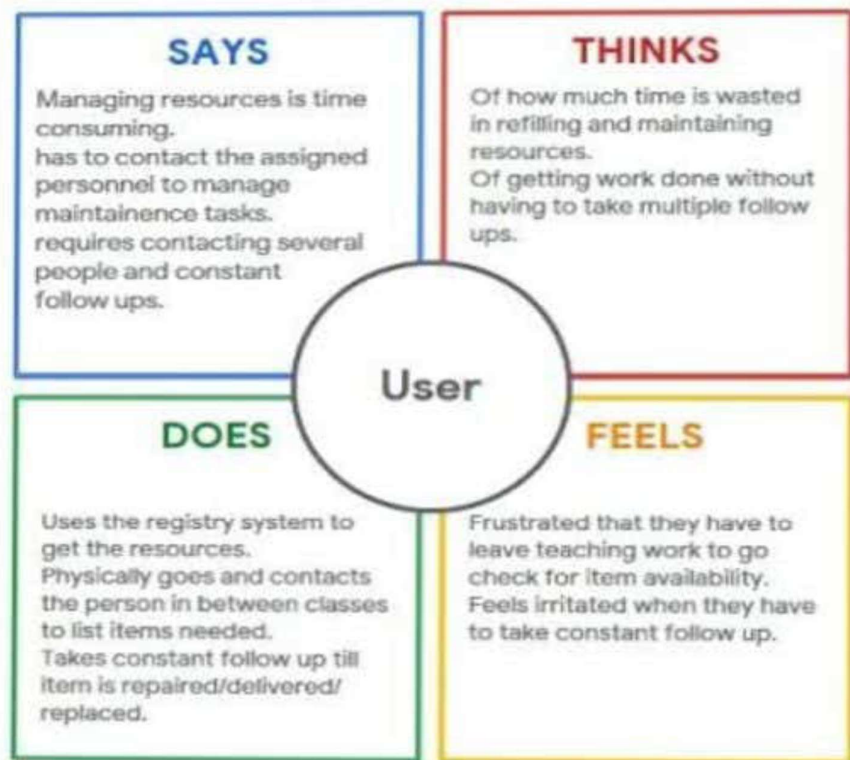 SAYS
Managing resources is time
consuming.
has to contact the assigned
personnel to manage
maintainence tasks.
requires contacting several
people and constant
follow ups.
THINKS
Of how much time is wasted
in refilling and maintaining
resources.
Of getting work done without
having to take multiple follow
ups.
User
DOES
Uses the registry system to
get the resources.
Physically goes and contacts
the person in between classes
to list items needed.
Takes constant follow up till
item is repaired/delivered/
replaced.
FEELS
Frustrated that they have to
leave teaching work to go
check for item availability.
Feels irritated when they have
to take constant follow up.